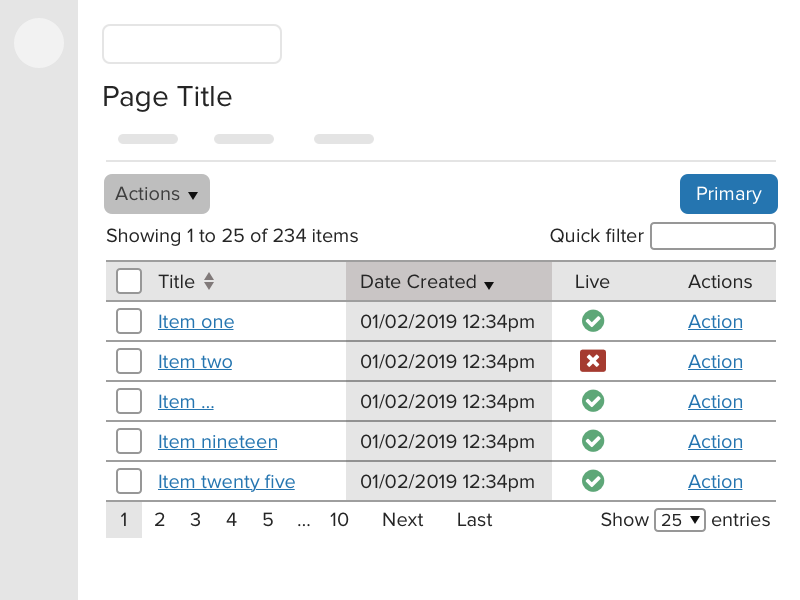 Page Title
Actions Primary
Showing 1 to 25 of 234 items Quick filter
Title Date Created Live Actions
Item one 01/02/2019 12:34pm Action
Item two 01/02/2019 12:34pm Action
Item ... 01/02/2019 12:34pm Action
Item nineteen 01/02/2019 12:34pm Action
Item twenty five 01/02/2019 12:34pm Action
1 2 3 4 5 ... 10 Next Last Show 25 entries